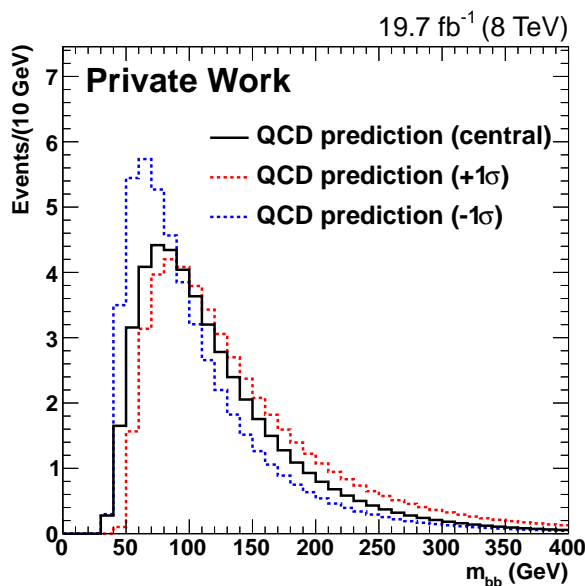 19.7 fb⁻¹ (8 TeV)
Private Work
Events/(10 GeV)
7
6
5
4
3
2
1
0
QCD prediction (central)
QCD prediction (+1σ)
QCD prediction (-1σ)
0 50 100 150 200 250 300 350 400
m_bb (GeV)